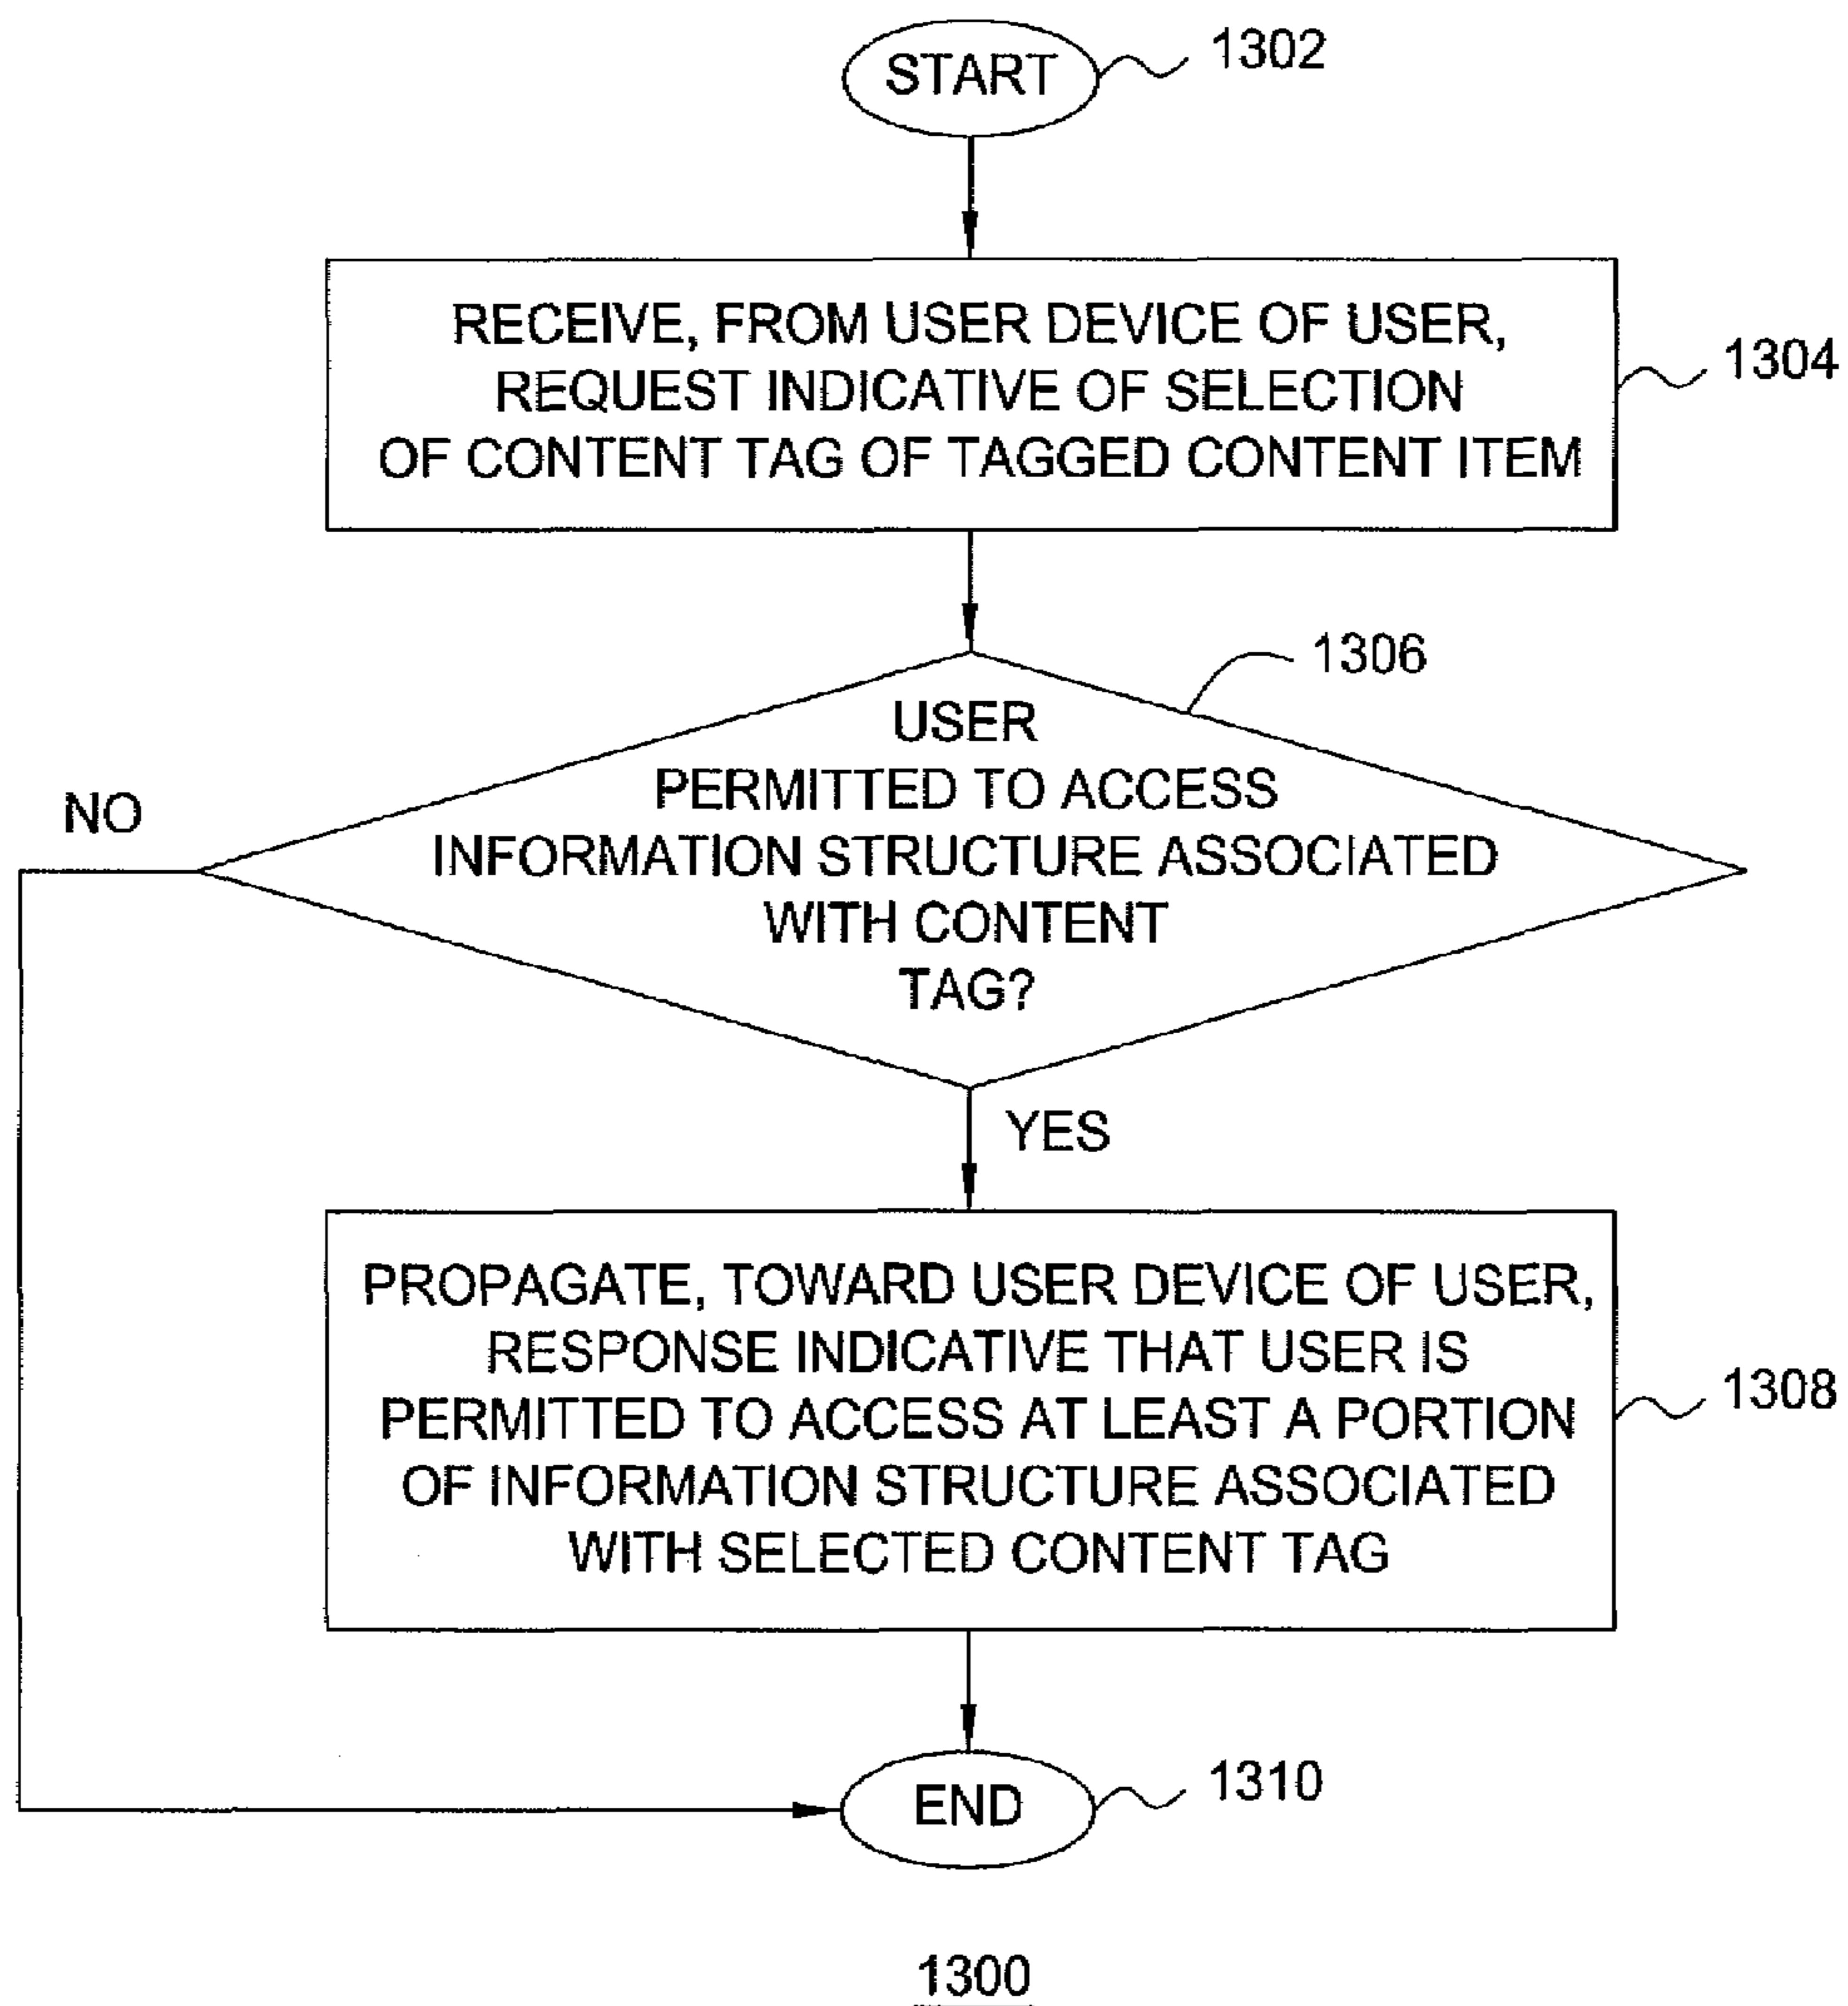 START
1302
RECEIVE, FROM USER DEVICE OF USER,
REQUEST INDICATIVE OF SELECTION
OF CONTENT TAG OF TAGGED CONTENT ITEM
1304
1306
USER
PERMITTED TO ACCESS
INFORMATION STRUCTURE ASSOCIATED
WITH CONTENT
TAG?
NO
YES
PROPAGATE, TOWARD USER DEVICE OF USER,
RESPONSE INDICATIVE THAT USER IS
PERMITTED TO ACCESS AT LEAST A PORTION
OF INFORMATION STRUCTURE ASSOCIATED
WITH SELECTED CONTENT TAG
1308
END
1310
1300